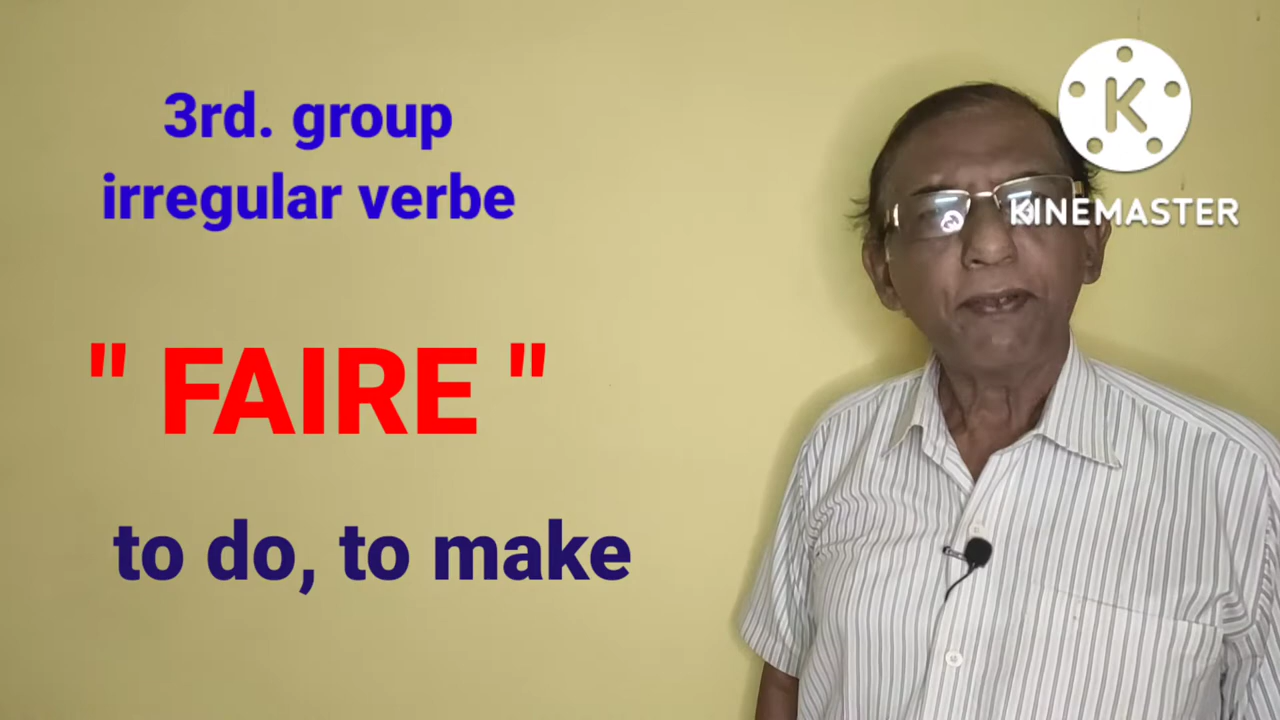 3rd. group
irregular verbe
" FAIRE "
to do, to make
K
KINEMASTER